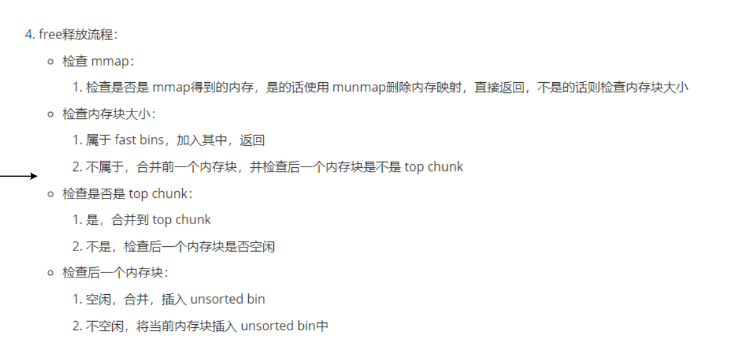 4. free释放流程：
检查 mmap：
1. 检查是否是 mmap得到的内存，是的话使用 munmap删除内存映射，直接返回，不是的话则检查内存块大小
检查内存块大小：
1. 属于 fast bins，加入其中，返回
2. 不属于，合并前一个内存块，并检查后一个内存块是不是 top chunk
检查是否是 top chunk：
1. 是，合并到 top chunk
2. 不是，检查后一个内存块是否空闲
检查后一个内存块：
1. 空闲，合并，插入 unsorted bin
2. 不空闲，将当前内存块插入 unsorted bin中